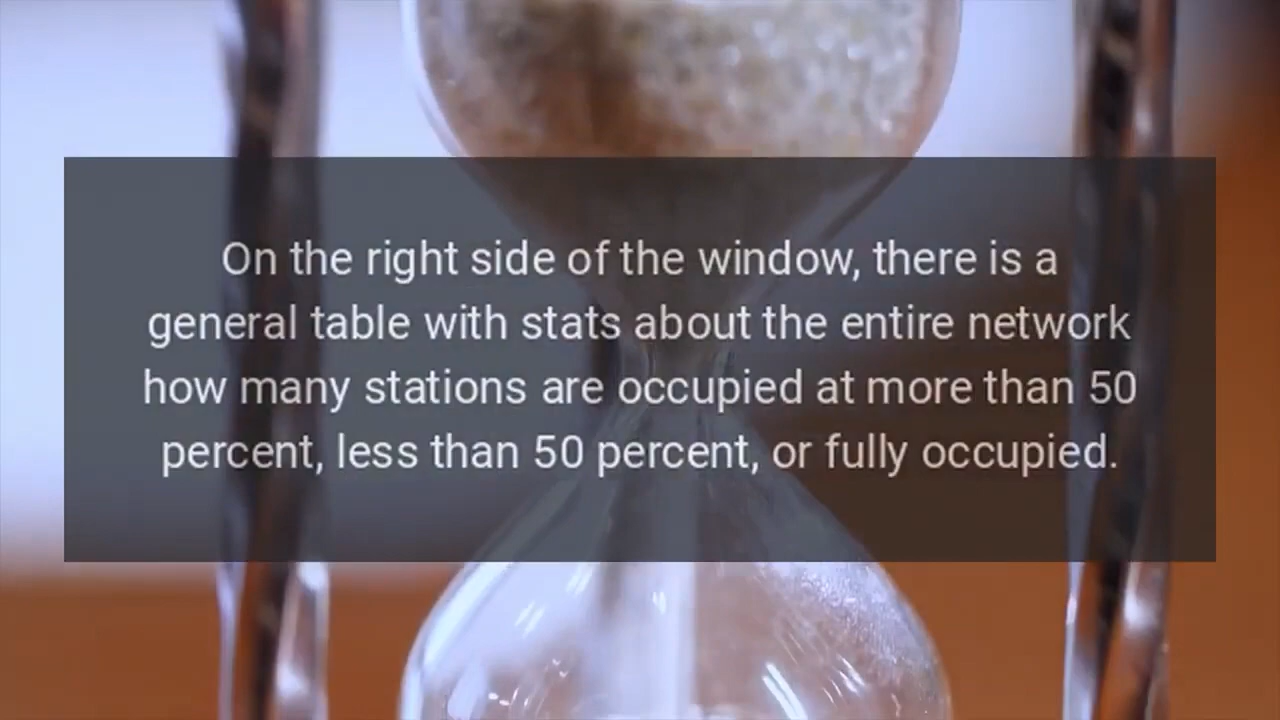 On the right side of the window, there is a
general table with stats about the entire network
how many stations are occupied at more than 50
percent, less than 50 percent, or fully occupied.